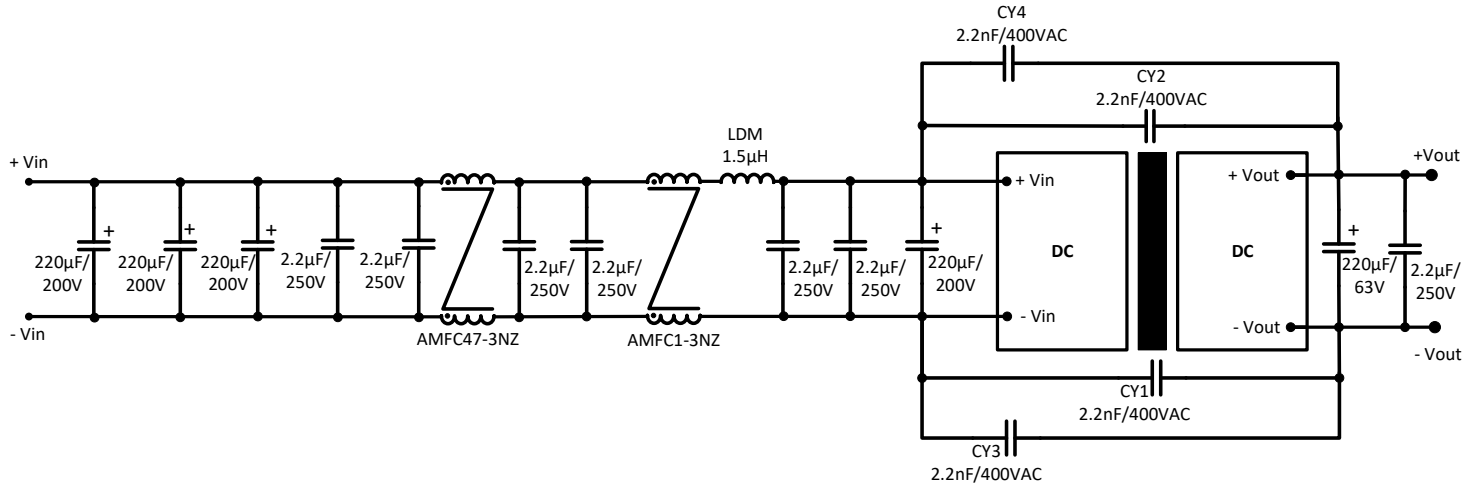 CY4
2.2nF/400VAC
CY2
2.2nF/400VAC
LDM
1.5µH
+ Vin
+Vout
+ Vin
+ Vout
+
+
+
+
+
DC
DC
220µF/
200V
220µF/
200V
220µF/
200V
2.2µF/
250V
2.2µF/
250V
2.2µF/
250V
2.2µF/
250V
2.2µF/
250V
2.2µF/
250V
220µF/
200V
220µF/
63V
2.2µF/
250V
- Vin
- Vin
- Vout
- Vout
AMFC47-3NZ
AMFC1-3NZ
CY1
2.2nF/400VAC
CY3
2.2nF/400VAC